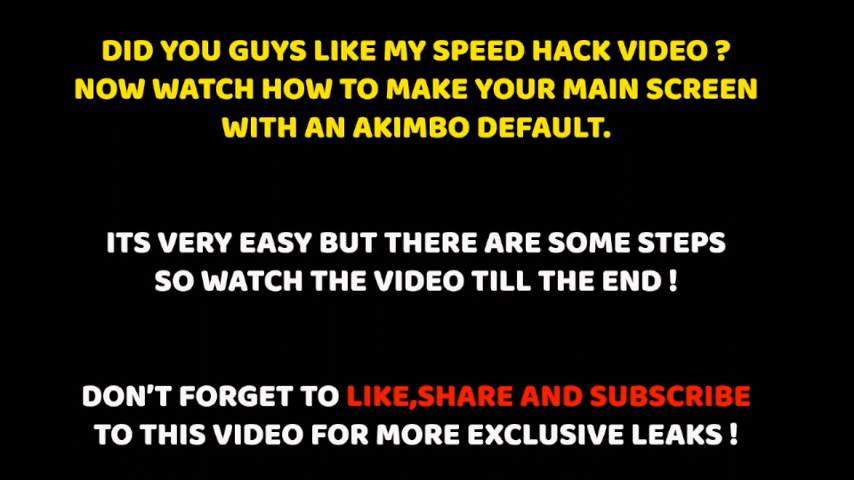 DID YOU GUYS LIKE MY SPEED HACK VIDEO ?
NOW WATCH HOW TO MAKE YOUR MAIN SCREEN
WITH AN AKIMBO DEFAULT.
ITS VERY EASY BUT THERE ARE SOME STEPS
SO WATCH THE VIDEO TILL THE END !
DON'T FORGET TO LIKE,SHARE AND SUBSCRIBE
TO THIS VIDEO FOR MORE EXCLUSIVE LEAKS !